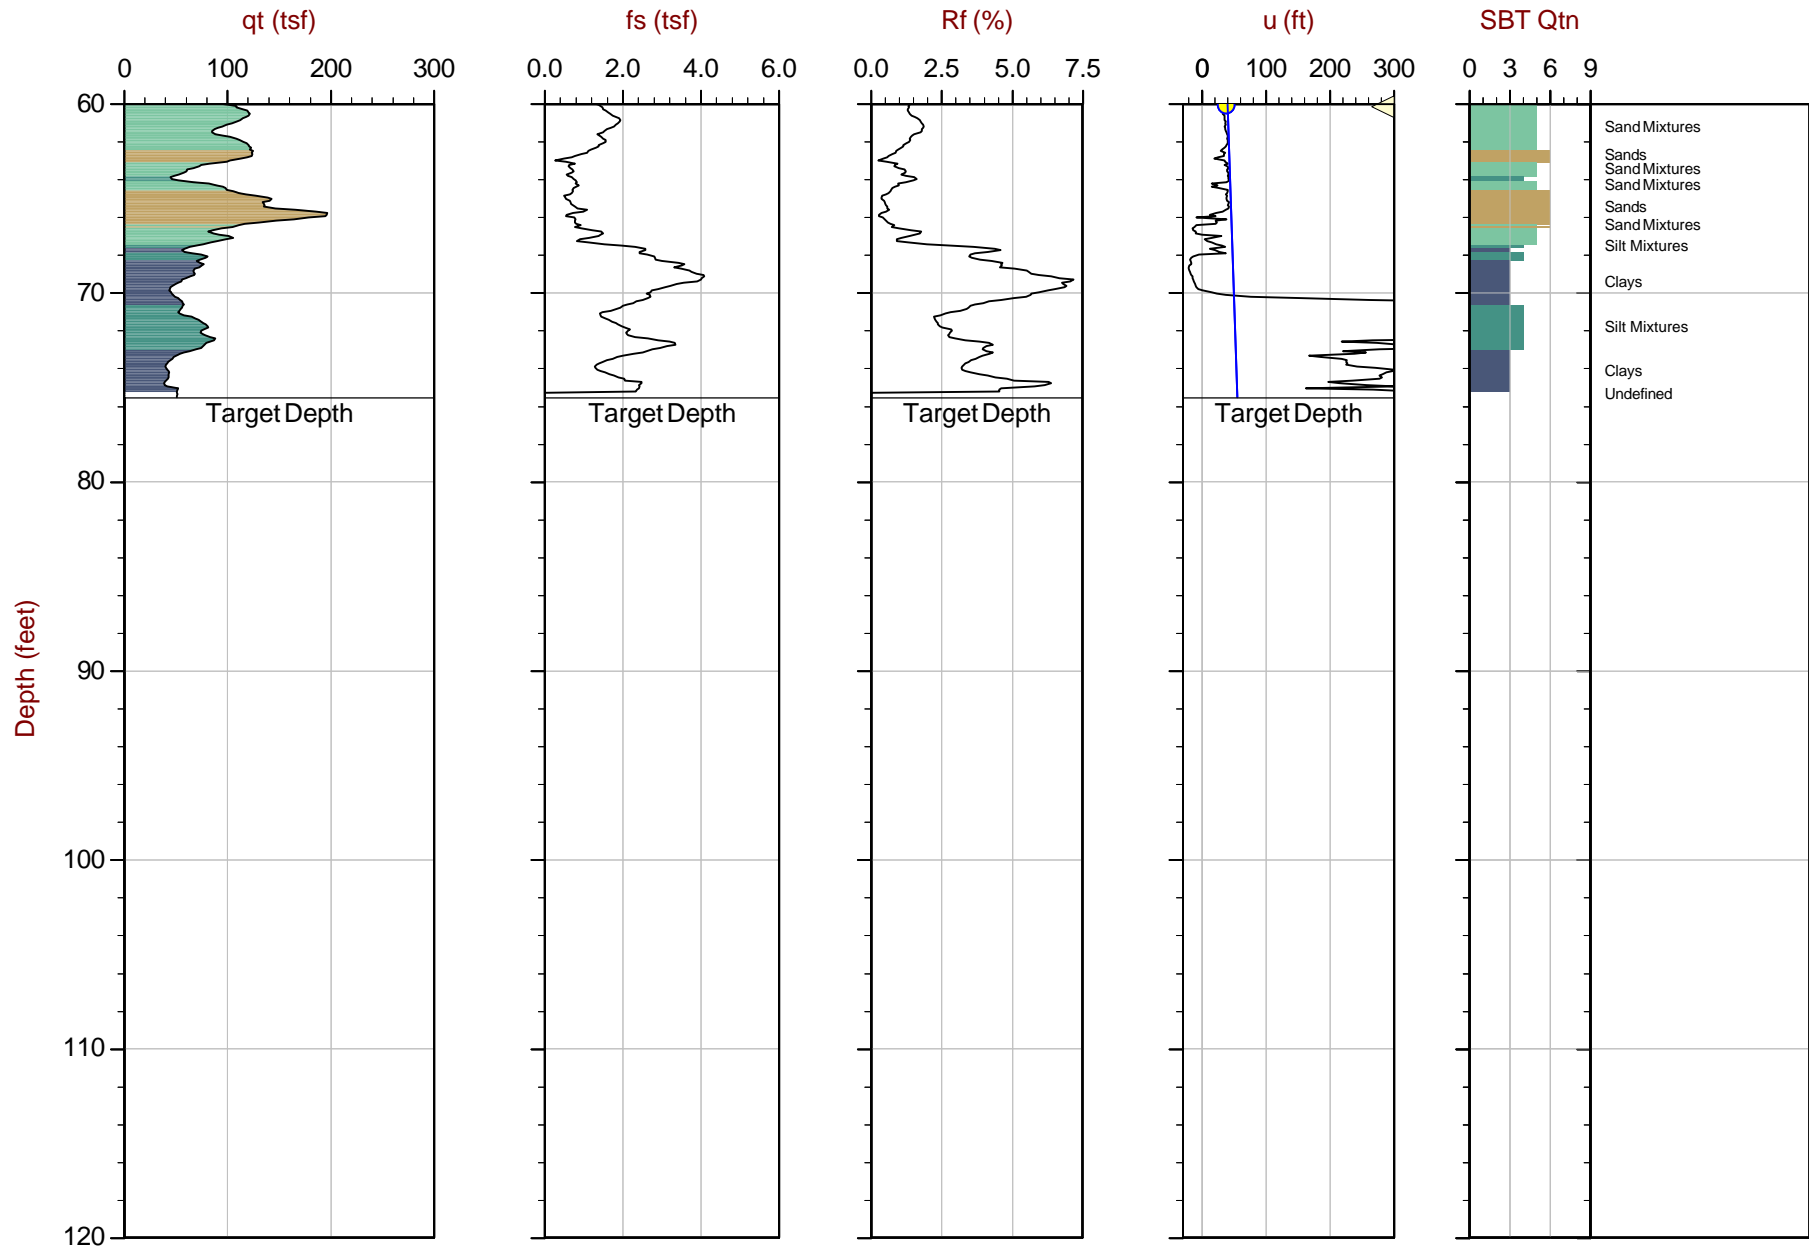 qt (tsf) fs (tsf) Rf (%) u (ft) SBT Qtn
0 100 200 300 0.0 2.0 4.0 6.0 0.0 2.5 5.0 7.5 0 100 200 300 0 3 6 9
60
Sand Mixtures
Sands
Sand Mixtures
Sand Mixtures
Sands
Sand Mixtures
Silt Mixtures
Clays
70
Silt Mixtures
Clays
Undefined
Target Depth Target Depth Target Depth Target Depth
80
Depth (feet)
90
100
110
120